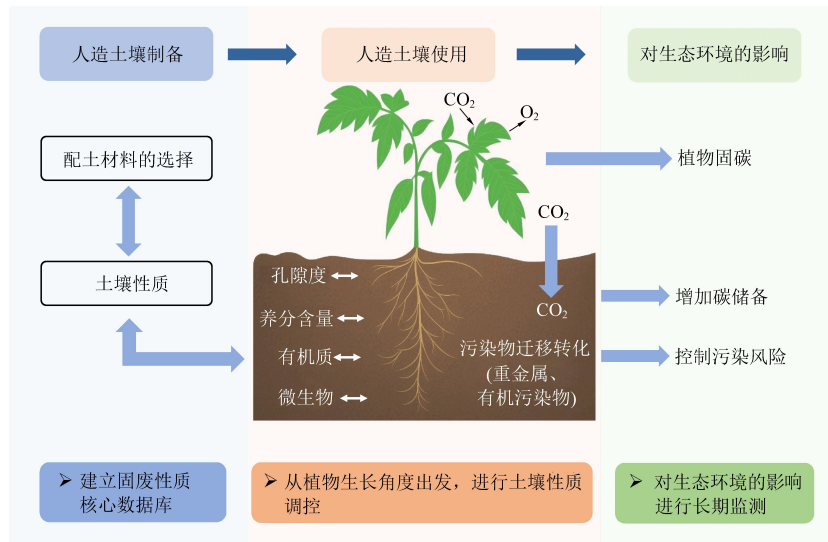 人造土壤制备
人造土壤使用
对生态环境的影响
配土材料的选择
土壤性质
CO₂
O₂
CO₂
CO₂
孔隙度
养分含量
有机质
微生物
污染物迁移转化
(重金属、
有机污染物)
植物固碳
增加碳储备
控制污染风险
➢ 建立固废性质
核心数据库
➢ 从植物生长角度出发，进行土壤性质
调控
➢ 对生态环境的影响
进行长期监测